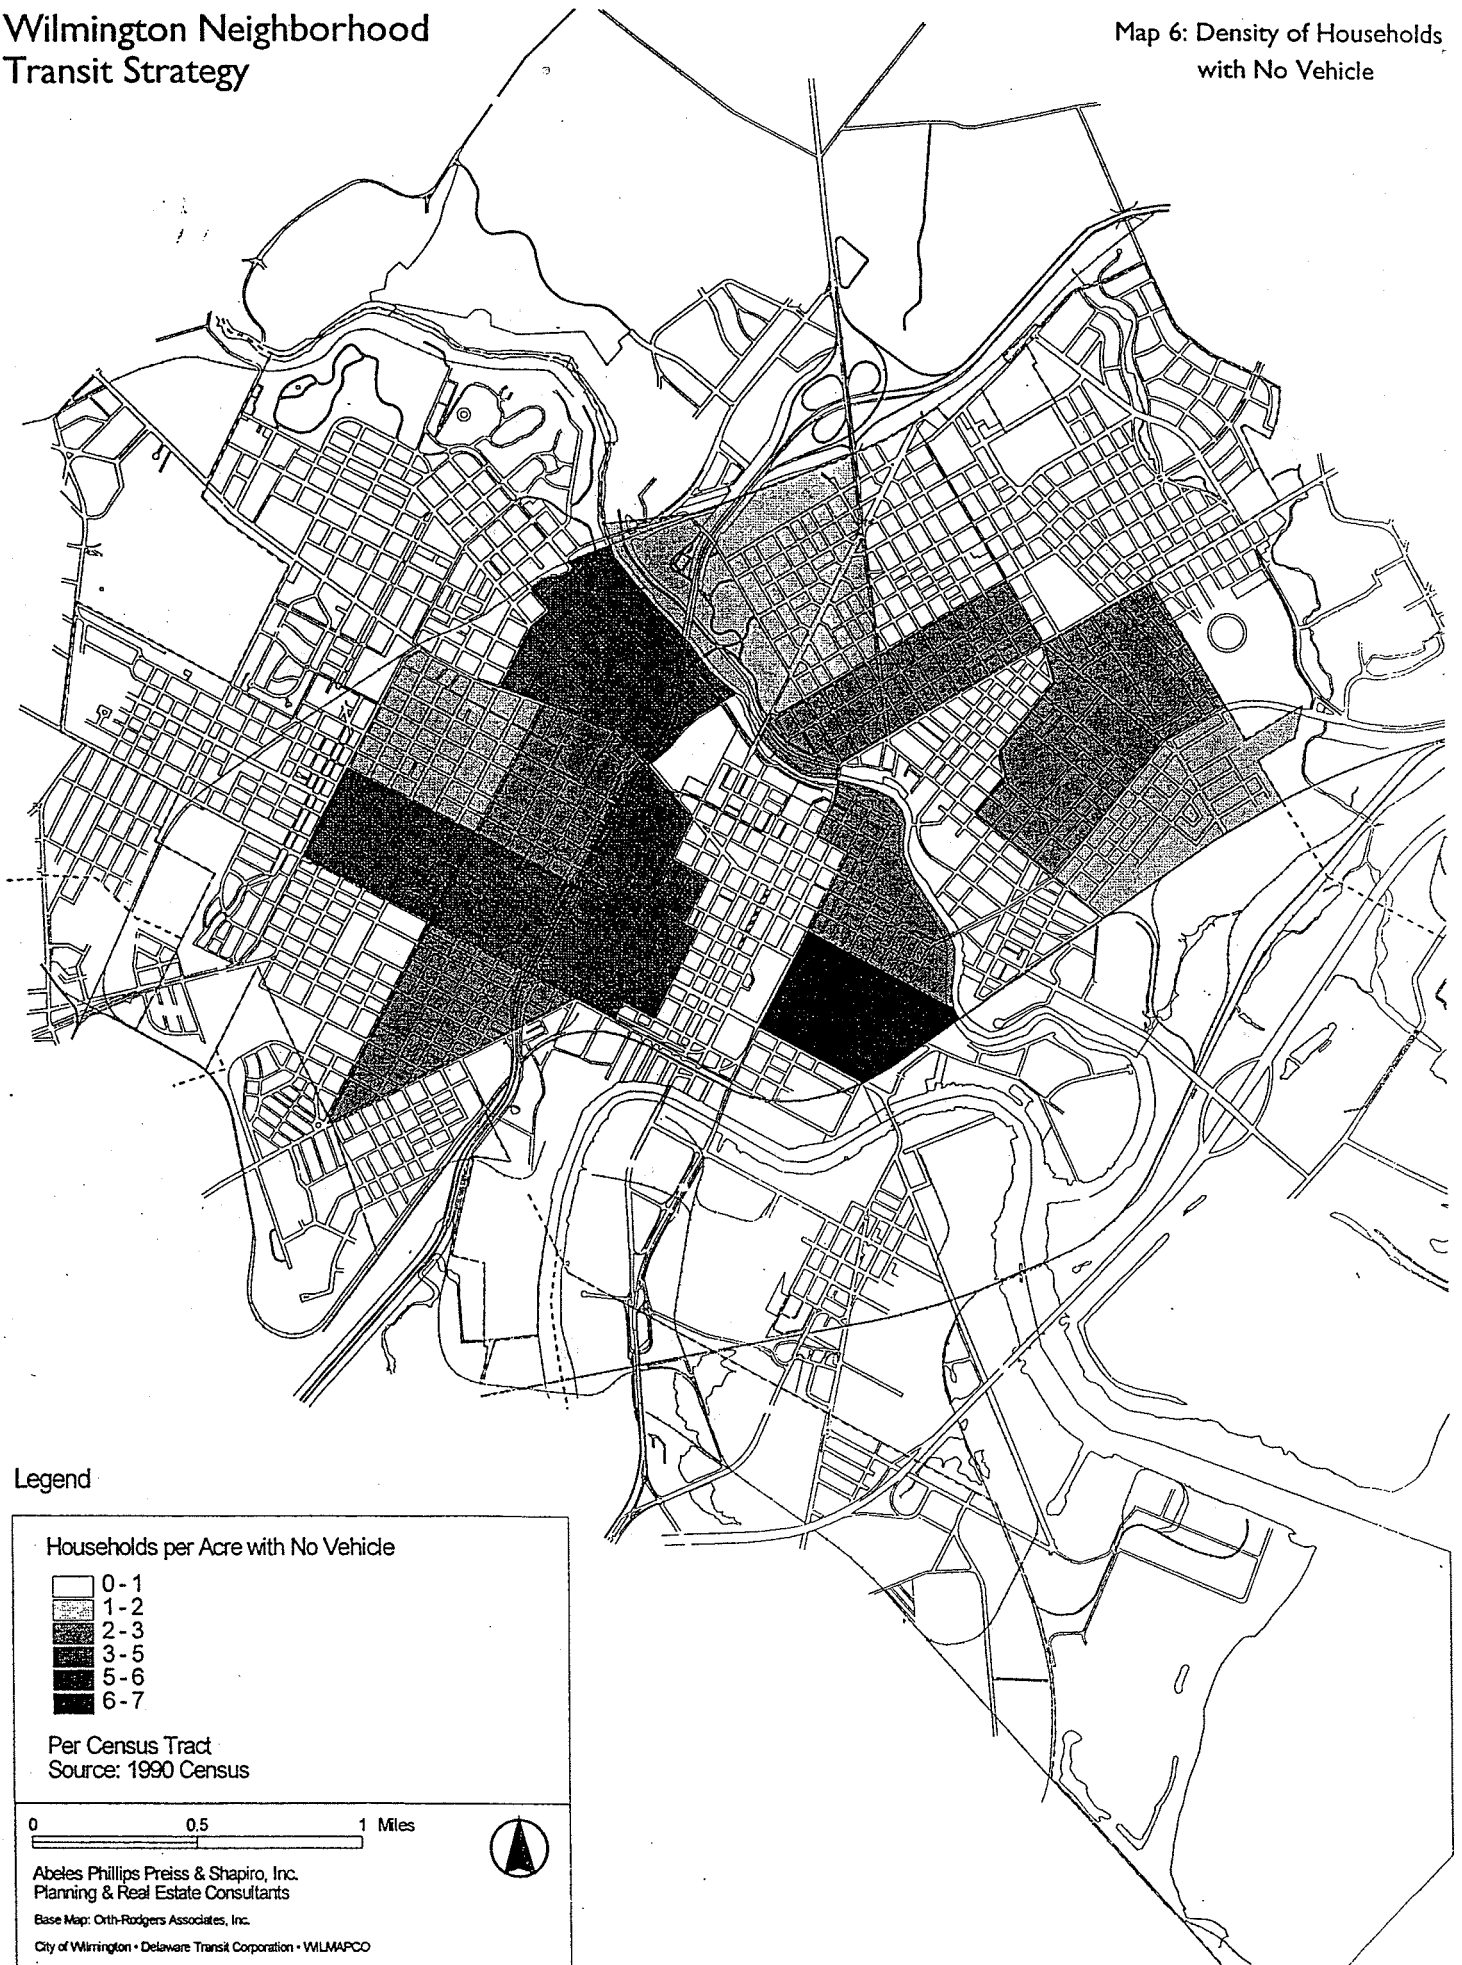 Wilmington Neighborhood
Transit Strategy
Map 6: Density of Households
with No Vehicle
Legend
Households per Acre with No Vehicle
0 - 1
1 - 2
2 - 3
3 - 5
5 - 6
6 - 7
Per Census Tract
Source: 1990 Census
0 0.5 1 Miles
Abeles Phillips Preiss & Shapiro, Inc.
Planning & Real Estate Consultants
Base Map: Orth-Rodgers Associates, Inc.
City of Wilmington • Delaware Transit Corporation • WILMAPCO